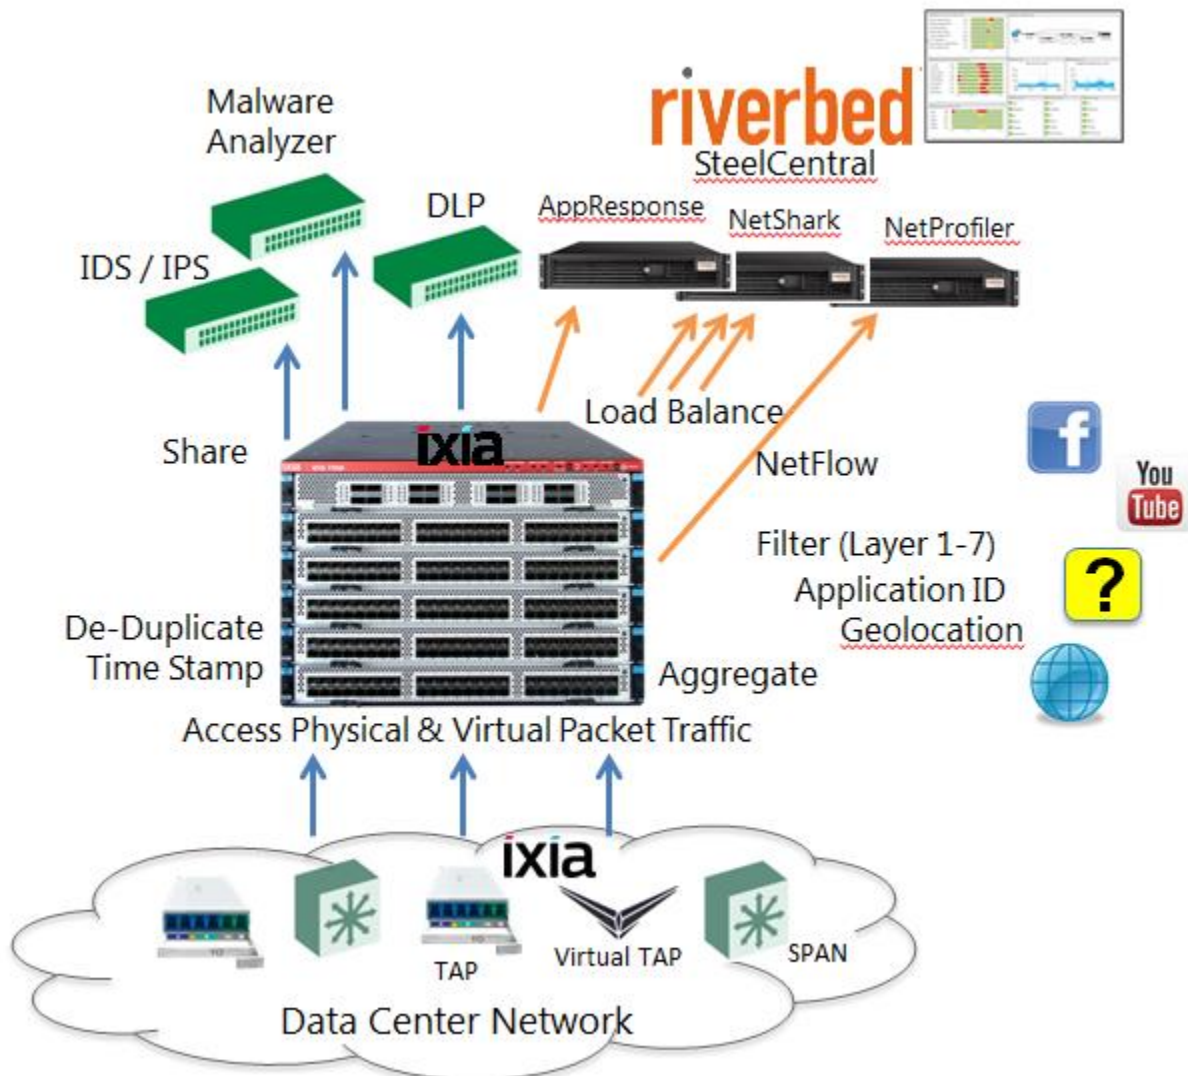 riverbed
SteelCentral
Malware
Analyzer
DLP
AppResponse
NetShark
NetProfiler
IDS / IPS
Load Balance
Share
ixia
NetFlow
f
You
Tube
Filter (Layer 1-7)
Application ID
?
Geolocation
De-Duplicate
Time Stamp
Aggregate
Access Physical & Virtual Packet Traffic
ixia
TAP
Virtual TAP
SPAN
Data Center Network